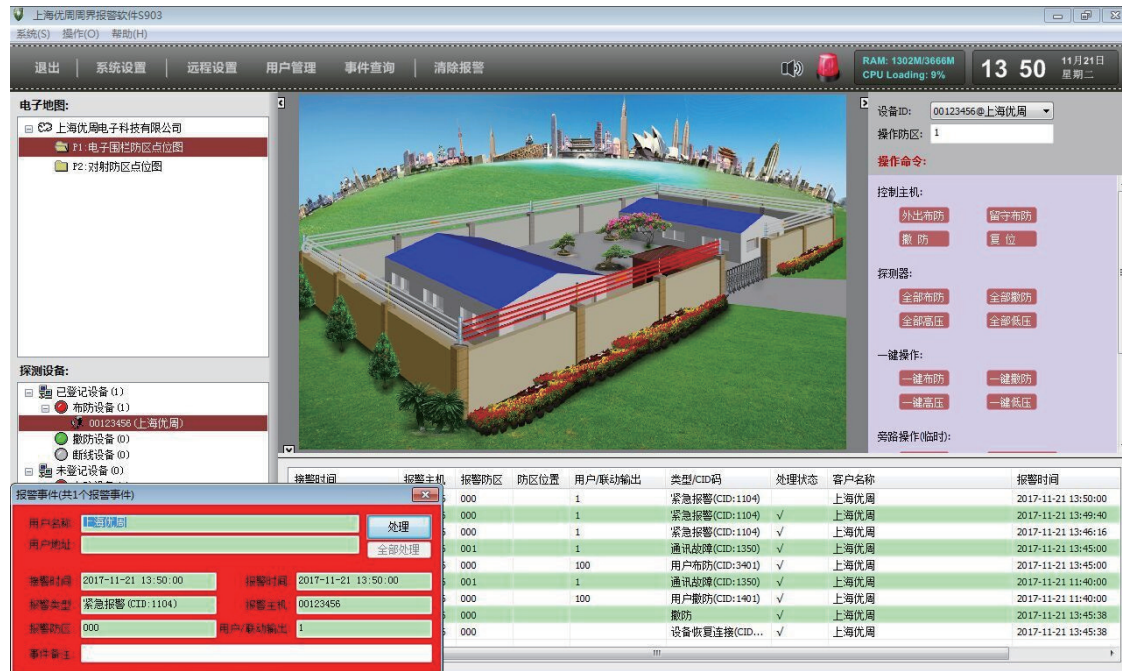 上海优周周界报警软件S903
系统(S) 操作(O) 帮助(H)
退出 系统设置 远程设置 用户管理 事件查询 清除报警
RAM: 1302M/3666M
CPU Loading: 9%
13 50
11月21日
星期二
电子地图:
上海优周电子科技有限公司
P1:电子围栏防区点位图
P2:对射防区点位图
设备ID: 00123456@上海优周
操作防区: 1
操作命令:
控制主机:
外出布防 留守布防
撤 防 复 位
探测器:
全部布防 全部撤防
全部高压 全部低压
一键操作:
一键布防 一键撤防
一键高压 一键低压
旁路操作(临时):
探测设备:
已登记设备(1)
布防设备(1)
00123456(上海优周)
撤防设备(0)
断线设备(0)
未登记设备(0)
接警时间 报警主机 报警防区 防区位置 用户/联动输出 类型/CID码 处理状态 客户名称 报警时间
000 1 紧急报警(CID:1104) 上海优周 2017-11-21 13:50:00
000 1 紧急报警(CID:1104) √ 上海优周 2017-11-21 13:49:40
000 1 紧急报警(CID:1104) √ 上海优周 2017-11-21 13:46:16
001 1 通讯故障(CID:1350) √ 上海优周 2017-11-21 13:45:00
000 100 用户布防(CID:3401) √ 上海优周 2017-11-21 13:45:00
001 1 通讯故障(CID:1350) √ 上海优周 2017-11-21 11:40:00
000 100 用户撤防(CID:1401) √ 上海优周 2017-11-21 11:40:00
000 撤防 √ 上海优周 2017-11-21 13:45:38
000 设备恢复连接(CID... √ 上海优周 2017-11-21 13:45:38
报警事件(共1个报警事件)
用户名称: 上海优周 处理
用户地址: 全部处理
接警时间: 2017-11-21 13:50:00 报警时间: 2017-11-21 13:50:00
报警类型: 紧急报警(CID:1104) 报警主机: 00123456
报警防区: 000 用户/联动输出: 1
事件备注: